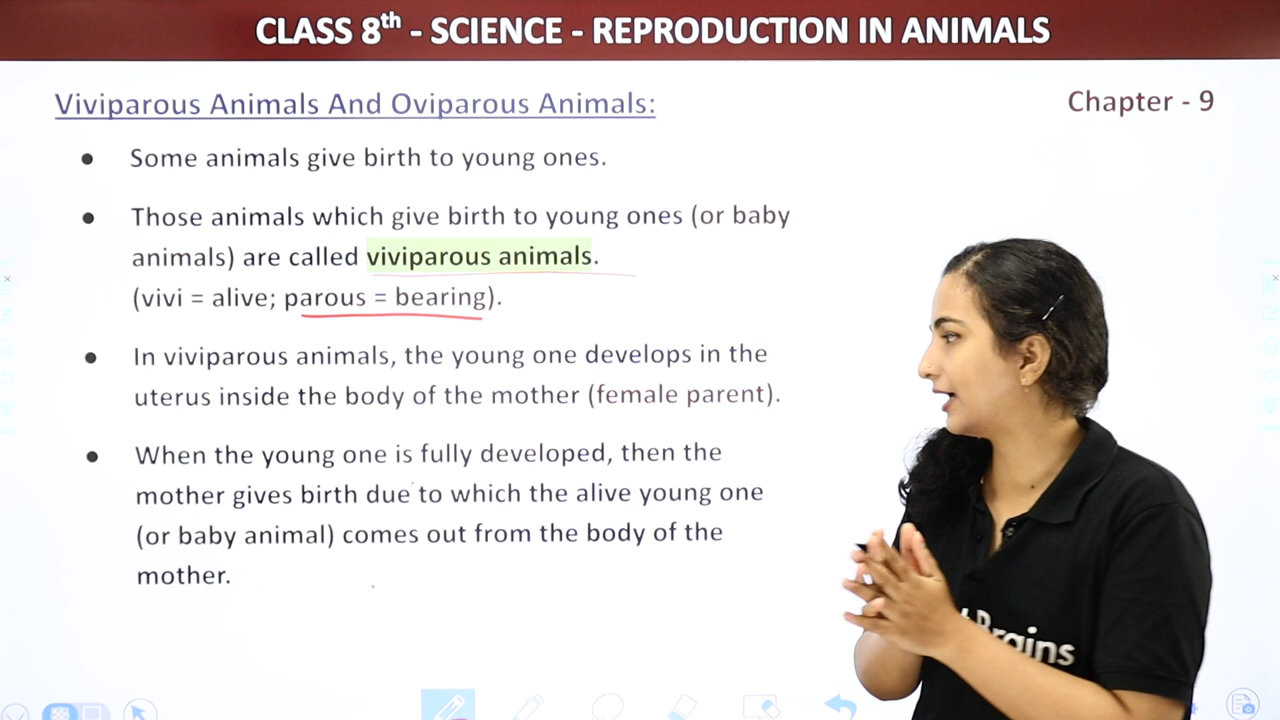 CLASS 8th - SCIENCE - REPRODUCTION IN ANIMALS
Viviparous Animals And Oviparous Animals:
Chapter - 9
● Some animals give birth to young ones.
● Those animals which give birth to young ones (or baby
animals) are called viviparous animals.
(vivi = alive; parous = bearing).
● In viviparous animals, the young one develops in the
uterus inside the body of the mother (female parent).
● When the young one is fully developed, then the
mother gives birth due to which the alive young one
(or baby animal) comes out from the body of the
mother.
Brains